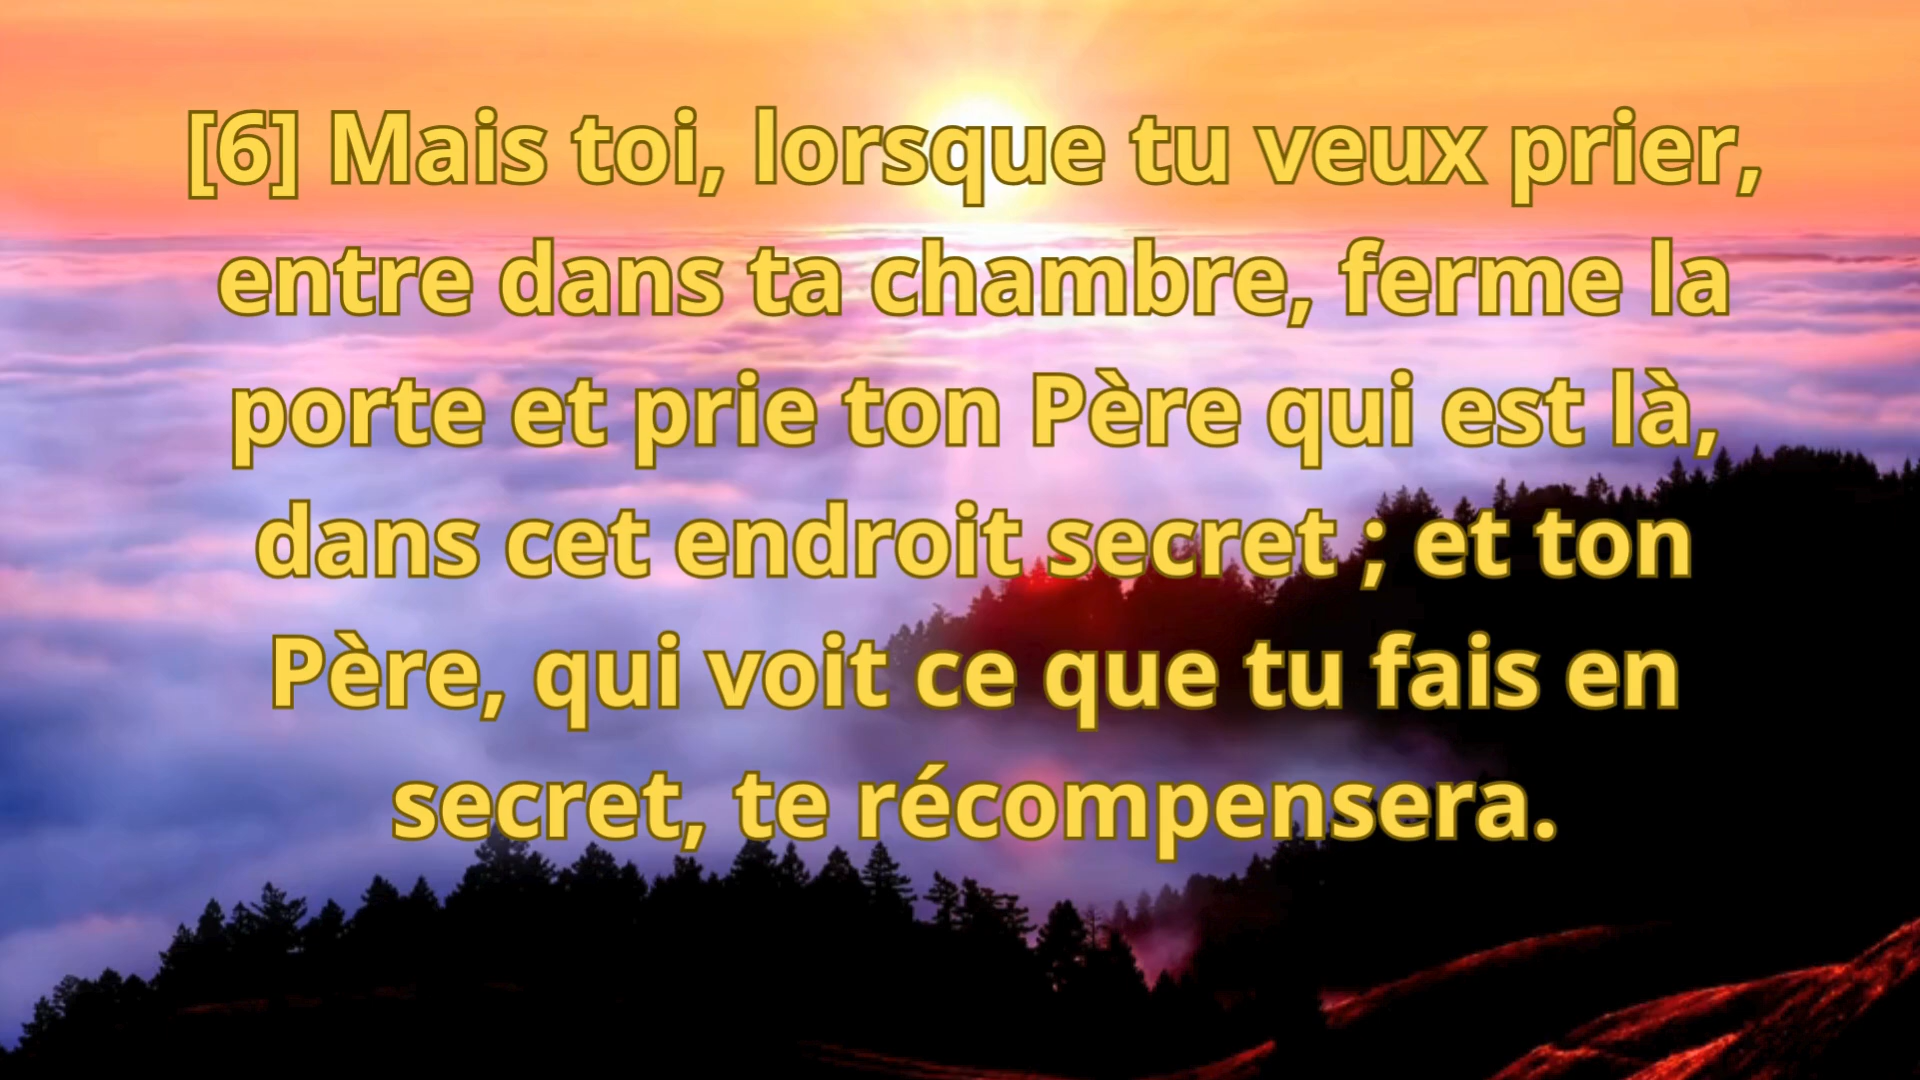 [6] Mais toi, lorsque tu veux prier,
entre dans ta chambre, ferme la
porte et prie ton Père qui est là,
dans cet endroit secret ; et ton
Père, qui voit ce que tu fais en
secret, te récompensera.